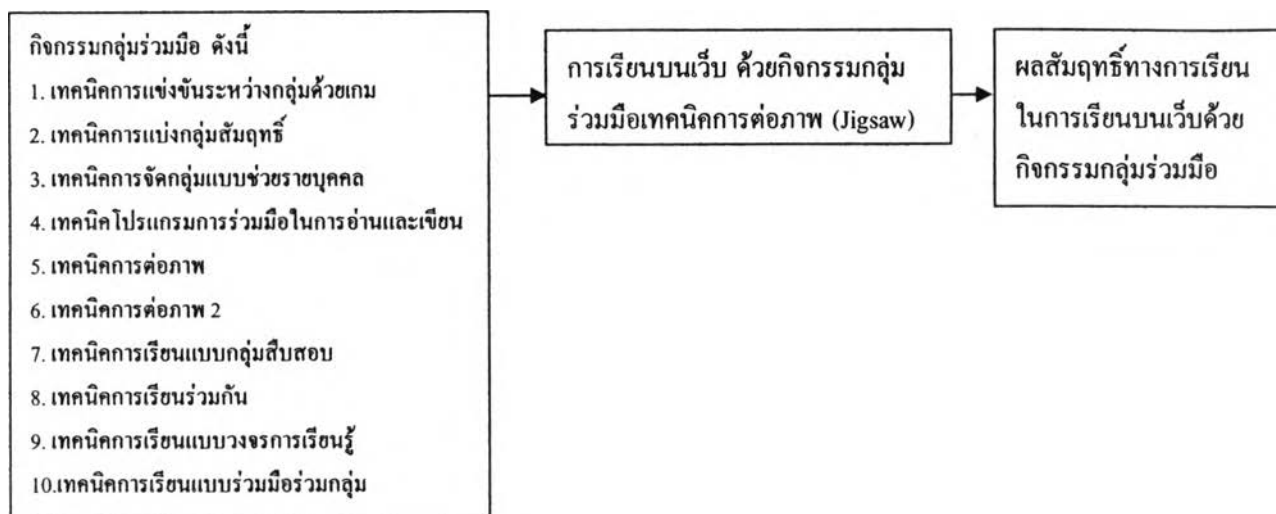 กิจกรรมกลุ่มร่วมมือ ดังนี้
1. เทคนิคการแข่งขันระหว่างกลุ่มด้วยเกม
2. เทคนิคการแบ่งกลุ่มสัมฤทธิ์
3. เทคนิคการจัดกลุ่มแบบช่วยรายบุคคล
4. เทคนิคโปรแกรมการร่วมมือในการอ่านและเขียน
5. เทคนิคการต่อภาพ
6. เทคนิคการต่อภาพ 2
7. เทคนิคการเรียนแบบกลุ่มสืบสอบ
8. เทคนิคการเรียนร่วมกัน
9. เทคนิคการเรียนแบบวงจรการเรียนรู้
10.เทคนิคการเรียนแบบร่วมมือร่วมกลุ่ม
การเรียนบนเว็บ ด้วยกิจกรรมกลุ่ม
ร่วมมือเทคนิคการต่อภาพ (Jigsaw)
ผลสัมฤทธิ์ทางการเรียน
ในการเรียนบนเว็บด้วย
กิจกรรมกลุ่มร่วมมือ